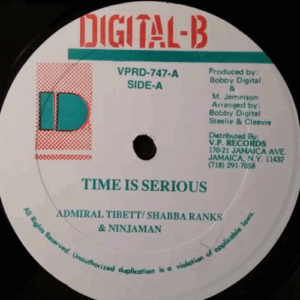 DIGITAL-B
VPRD-747-A
SIDE-A
Produced by:
Bobby Digital
&
M. Jemmison
Arranged by:
Bobby Digital
Steelie & Cleevie
Distributed By:
V.P. RECORDS
170-21 JAMAICA AVE.
JAMAICA, N.Y. 11432
(718) 291-7058
TIME IS SERIOUS
ADMIRAL TIBETT/ SHABBA RANKS
& NINJAMAN
All Rights Reserved. Unauthorized duplication is a violation of applicable laws.